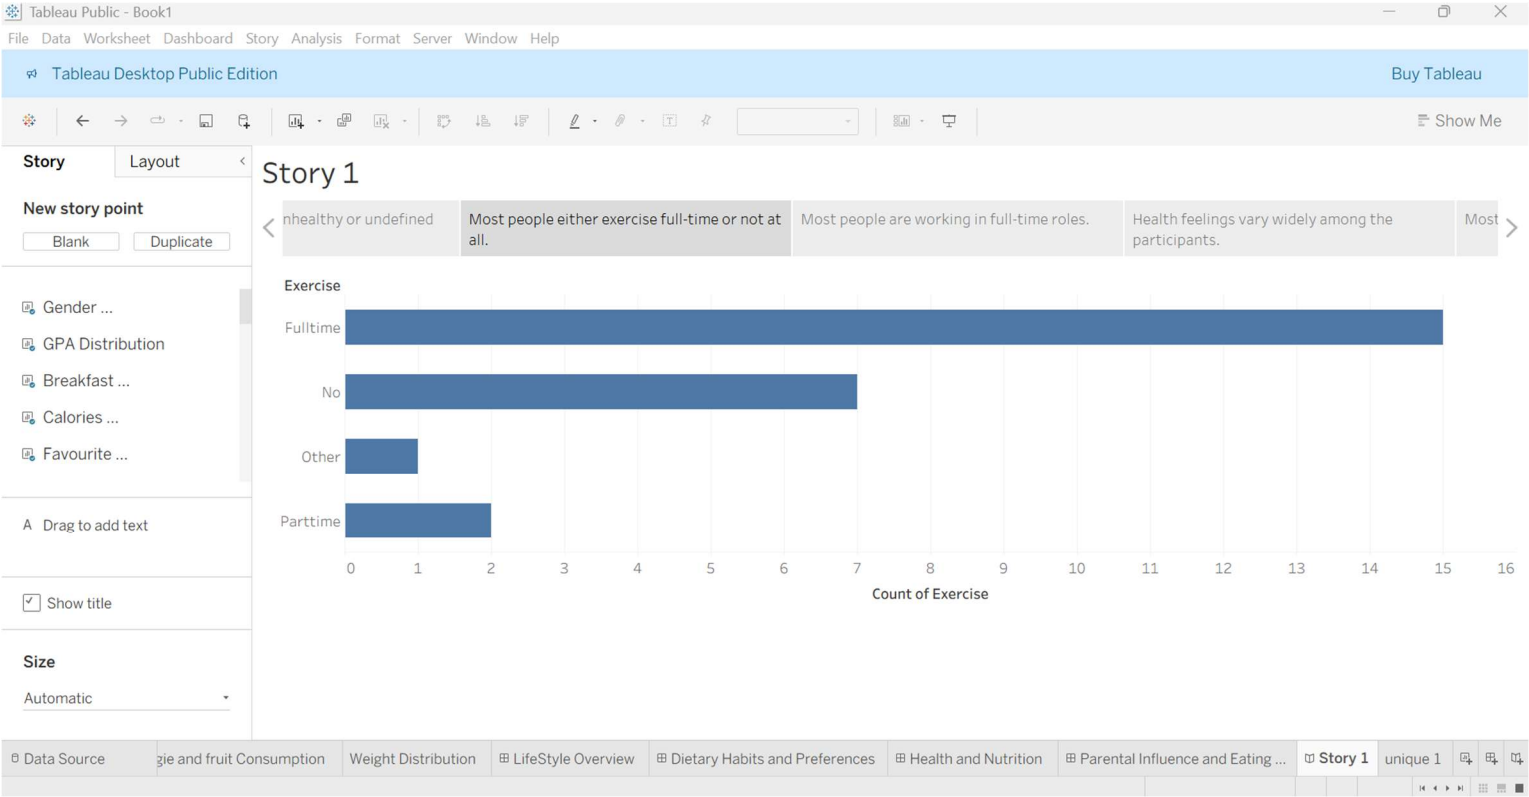 Tableau Public - Book1
File Data Worksheet Dashboard Story Analysis Format Server Window Help
Tableau Desktop Public Edition
Buy Tableau
Show Me
Story
Layout
New story point
Blank
Duplicate
Gender ...
GPA Distribution
Breakfast ...
Calories ...
Favourite ...
A Drag to add text
Show title
Size
Automatic
Story 1
nhealthy or undefined
Most people either exercise full-time or not at
all.
Most people are working in full-time roles.
Health feelings vary widely among the
participants.
Most
Exercise
Fulltime
No
Other
Parttime
0 1 2 3 4 5 6 7 8 9 10 11 12 13 14 15 16
Count of Exercise
Data Source
gie and fruit Consumption
Weight Distribution
LifeStyle Overview
Dietary Habits and Preferences
Health and Nutrition
Parental Influence and Eating ...
Story 1
unique 1